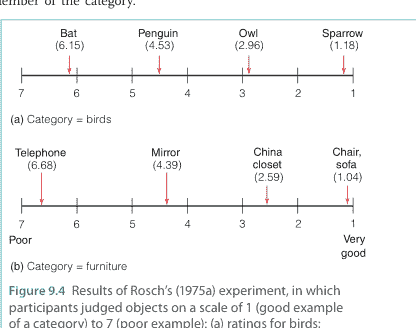 member of the category.
Bat Penguin Owl Sparrow
(6.15) (4.53) (2.96) (1.18)
7 6 5 4 3 2 1
(a) Category = birds
Telephone Mirror China closet Chair, sofa
(6.68) (4.39) (2.59) (1.04)
7 6 5 4 3 2 1
Poor Very good
(b) Category = furniture
Figure 9.4 Results of Rosch's (1975a) experiment, in which
participants judged objects on a scale of 1 (good example
of a category) to 7 (poor example): (a) ratings for birds;